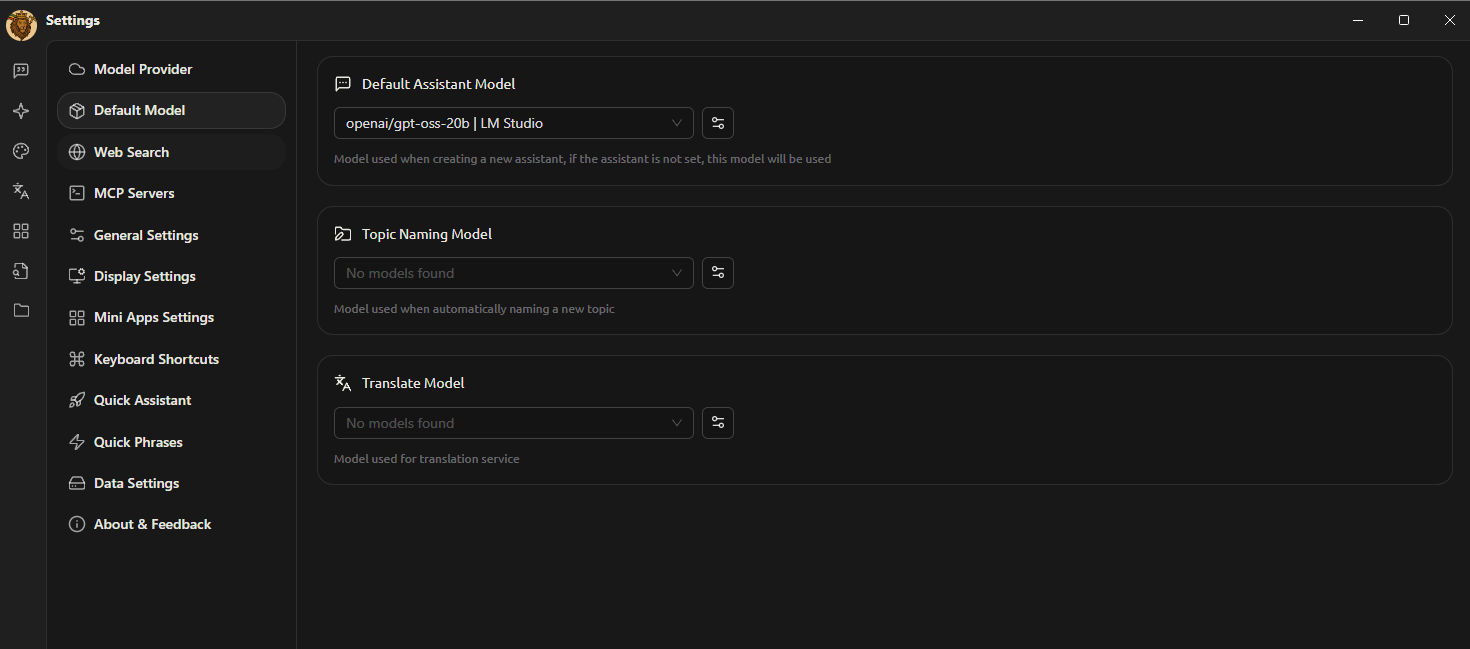 Settings
Model Provider
Default Model
Web Search
MCP Servers
General Settings
Display Settings
Mini Apps Settings
Keyboard Shortcuts
Quick Assistant
Quick Phrases
Data Settings
About & Feedback
Default Assistant Model
openai/gpt-oss-20b | LM Studio
Model used when creating a new assistant, if the assistant is not set, this model will be used
Topic Naming Model
No models found
Model used when automatically naming a new topic
Translate Model
No models found
Model used for translation service